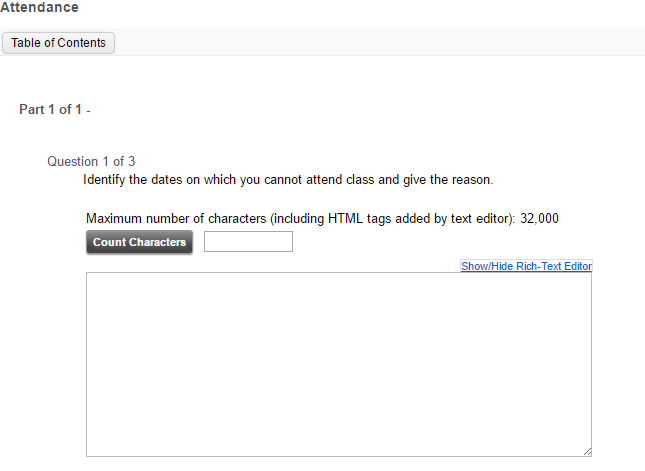 Attendance
Table of Contents
Part 1 of 1 -
Question 1 of 3
Identify the dates on which you cannot attend class and give the reason.
Maximum number of characters (including HTML tags added by text editor): 32,000
Count Characters
Show/Hide Rich-Text Editor